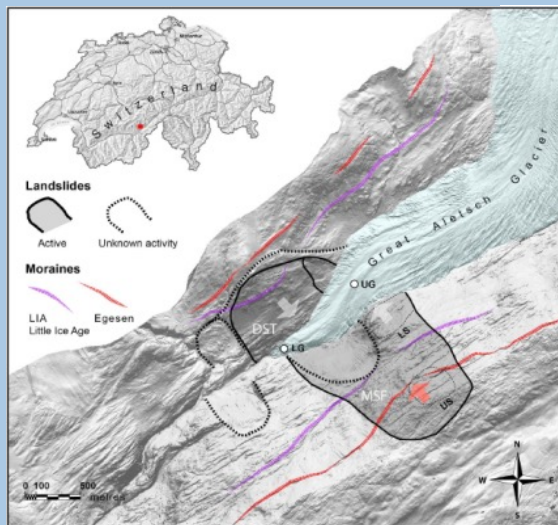 Switzerland
Landslides
Active
Unknown activity
Moraines
LIA
Little Ice Age
Egesen
Great Aletsch Glacier
UG
DST
LG
LS
MSF
US
0 100 500
metres
N
W
E
S